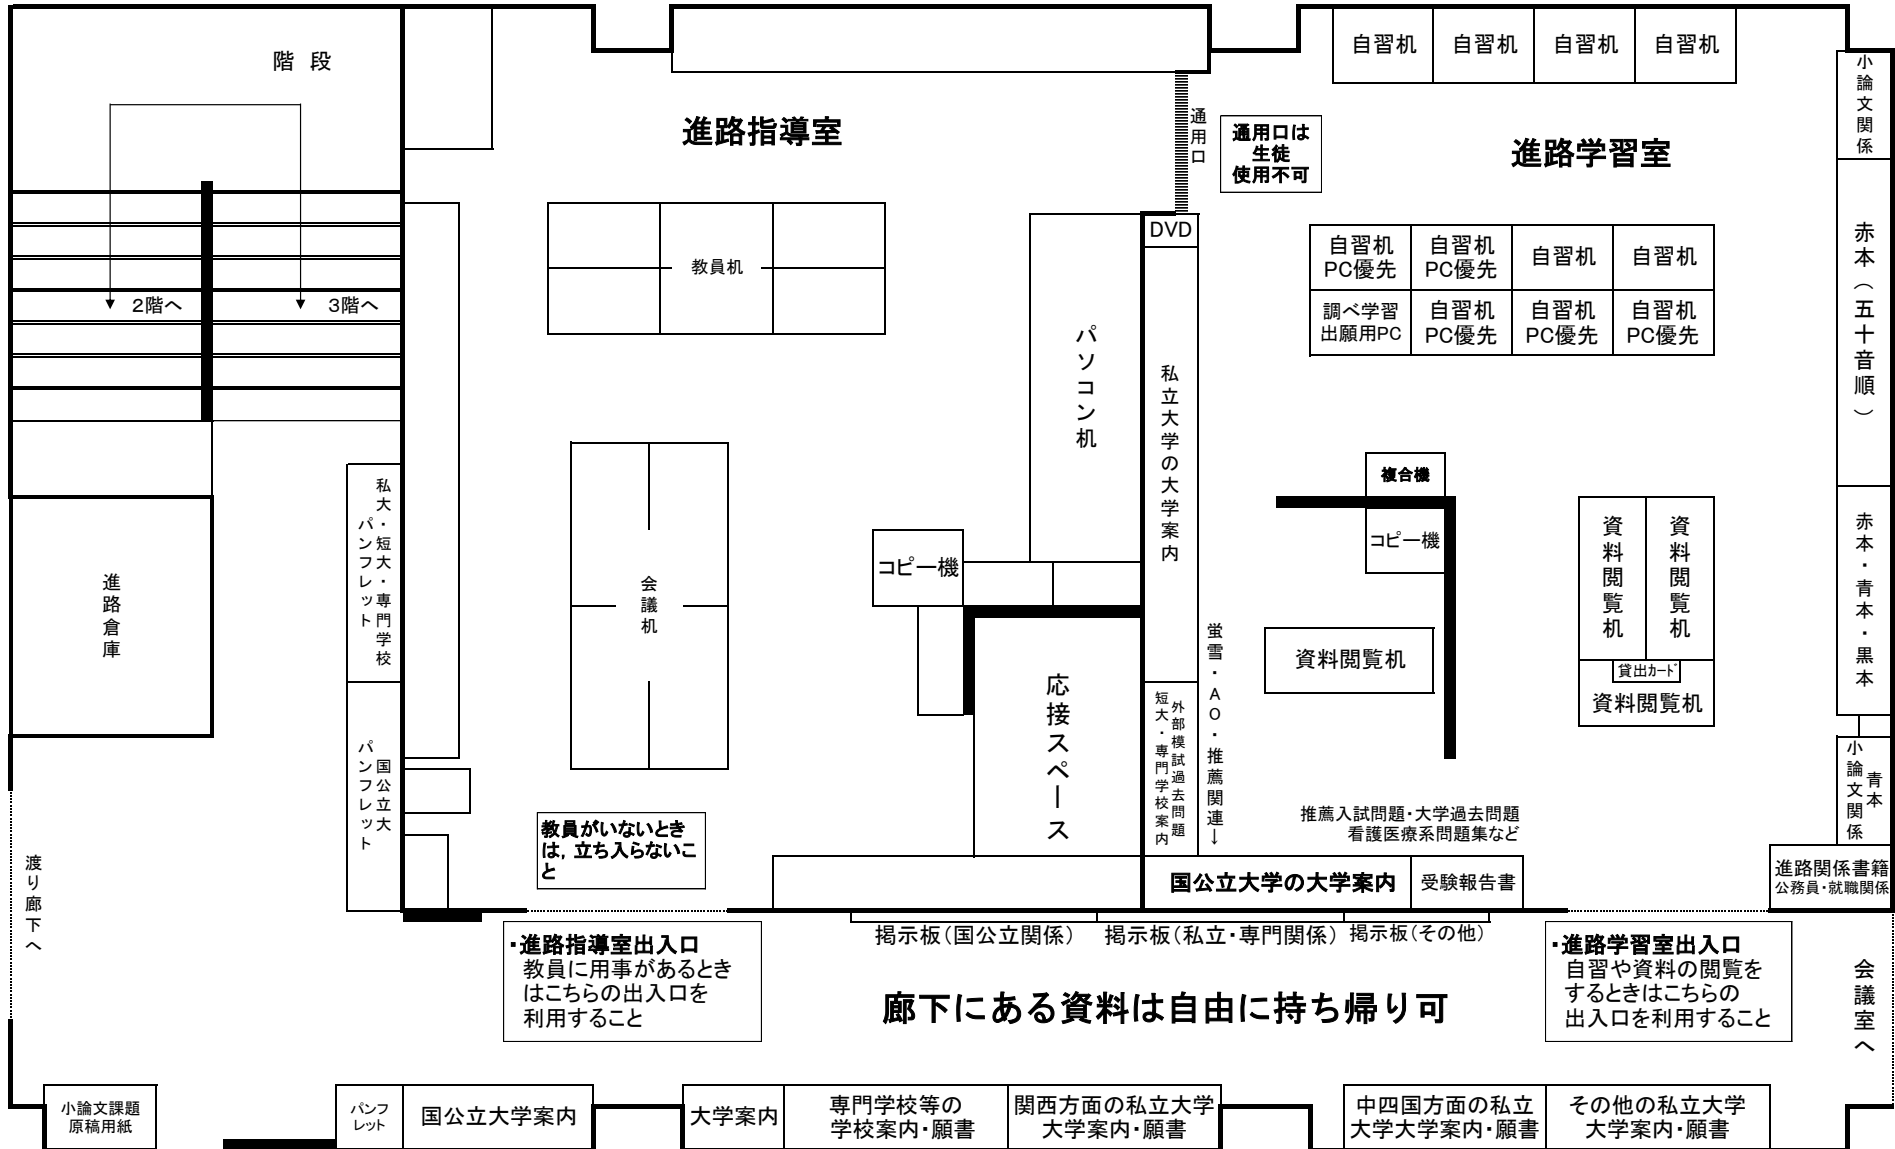 階 段
2階へ
3階へ
進路倉庫
渡り廊下へ
私大・短大・専門学校
パンフレット
国公立大
パンフレット
進路指導室
教員机
会議机
パソコン机
コピー機
応接スペース
教員がいないとき
は，立ち入らないこ
と
通用口
通用口は
生徒
使用不可
進路学習室
自習机
自習机
自習机
自習机
小論文関係
赤本（五十音順）
赤本・青本・黒本
青本
小論文関係
進路関係書籍
公務員・就職関係
DVD
私立大学の大学案内
外部模試過去問題
短大・専門学校案内
蛍雪・AO・推薦関連↓
自習机
PC優先
自習机
PC優先
自習机
自習机
調べ学習
出願用PC
自習机
PC優先
自習机
PC優先
自習机
PC優先
複合機
コピー機
資料閲覧机
資料閲覧机
資料閲覧机
貸出カード
資料閲覧机
推薦入試問題・大学過去問題
看護医療系問題集など
国公立大学の大学案内
受験報告書
掲示板（国公立関係）
掲示板（私立・専門関係）
掲示板（その他）
・進路指導室出入口
教員に用事があるとき
はこちらの出入口を
利用すること
廊下にある資料は自由に持ち帰り可
・進路学習室出入口
自習や資料の閲覧を
するときはこちらの
出入口を利用すること
会議室へ
小論文課題
原稿用紙
パンフ
レット
国公立大学案内
大学案内
専門学校等の
学校案内・願書
関西方面の私立大学
大学案内・願書
中四国方面の私立
大学大学案内・願書
その他の私立大学
大学案内・願書